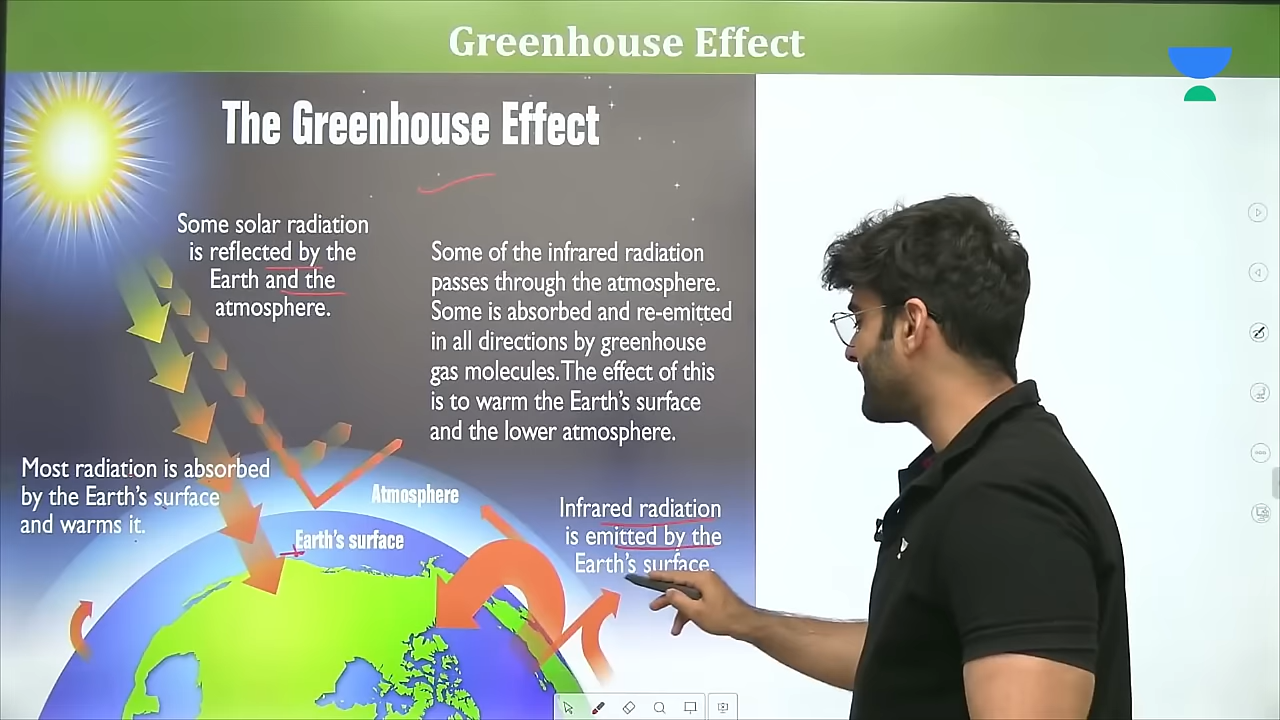 Greenhouse Effect
The Greenhouse Effect
Some solar radiation
is reflected by the
Earth and the
atmosphere.
Some of the infrared radiation
passes through the atmosphere.
Some is absorbed and re-emitted
in all directions by greenhouse
gas molecules. The effect of this
is to warm the Earth's surface
and the lower atmosphere.
Most radiation is absorbed
by the Earth's surface
and warms it.
Atmosphere
Earth's surface
Infrared radiation
is emitted by the
Earth's surface.